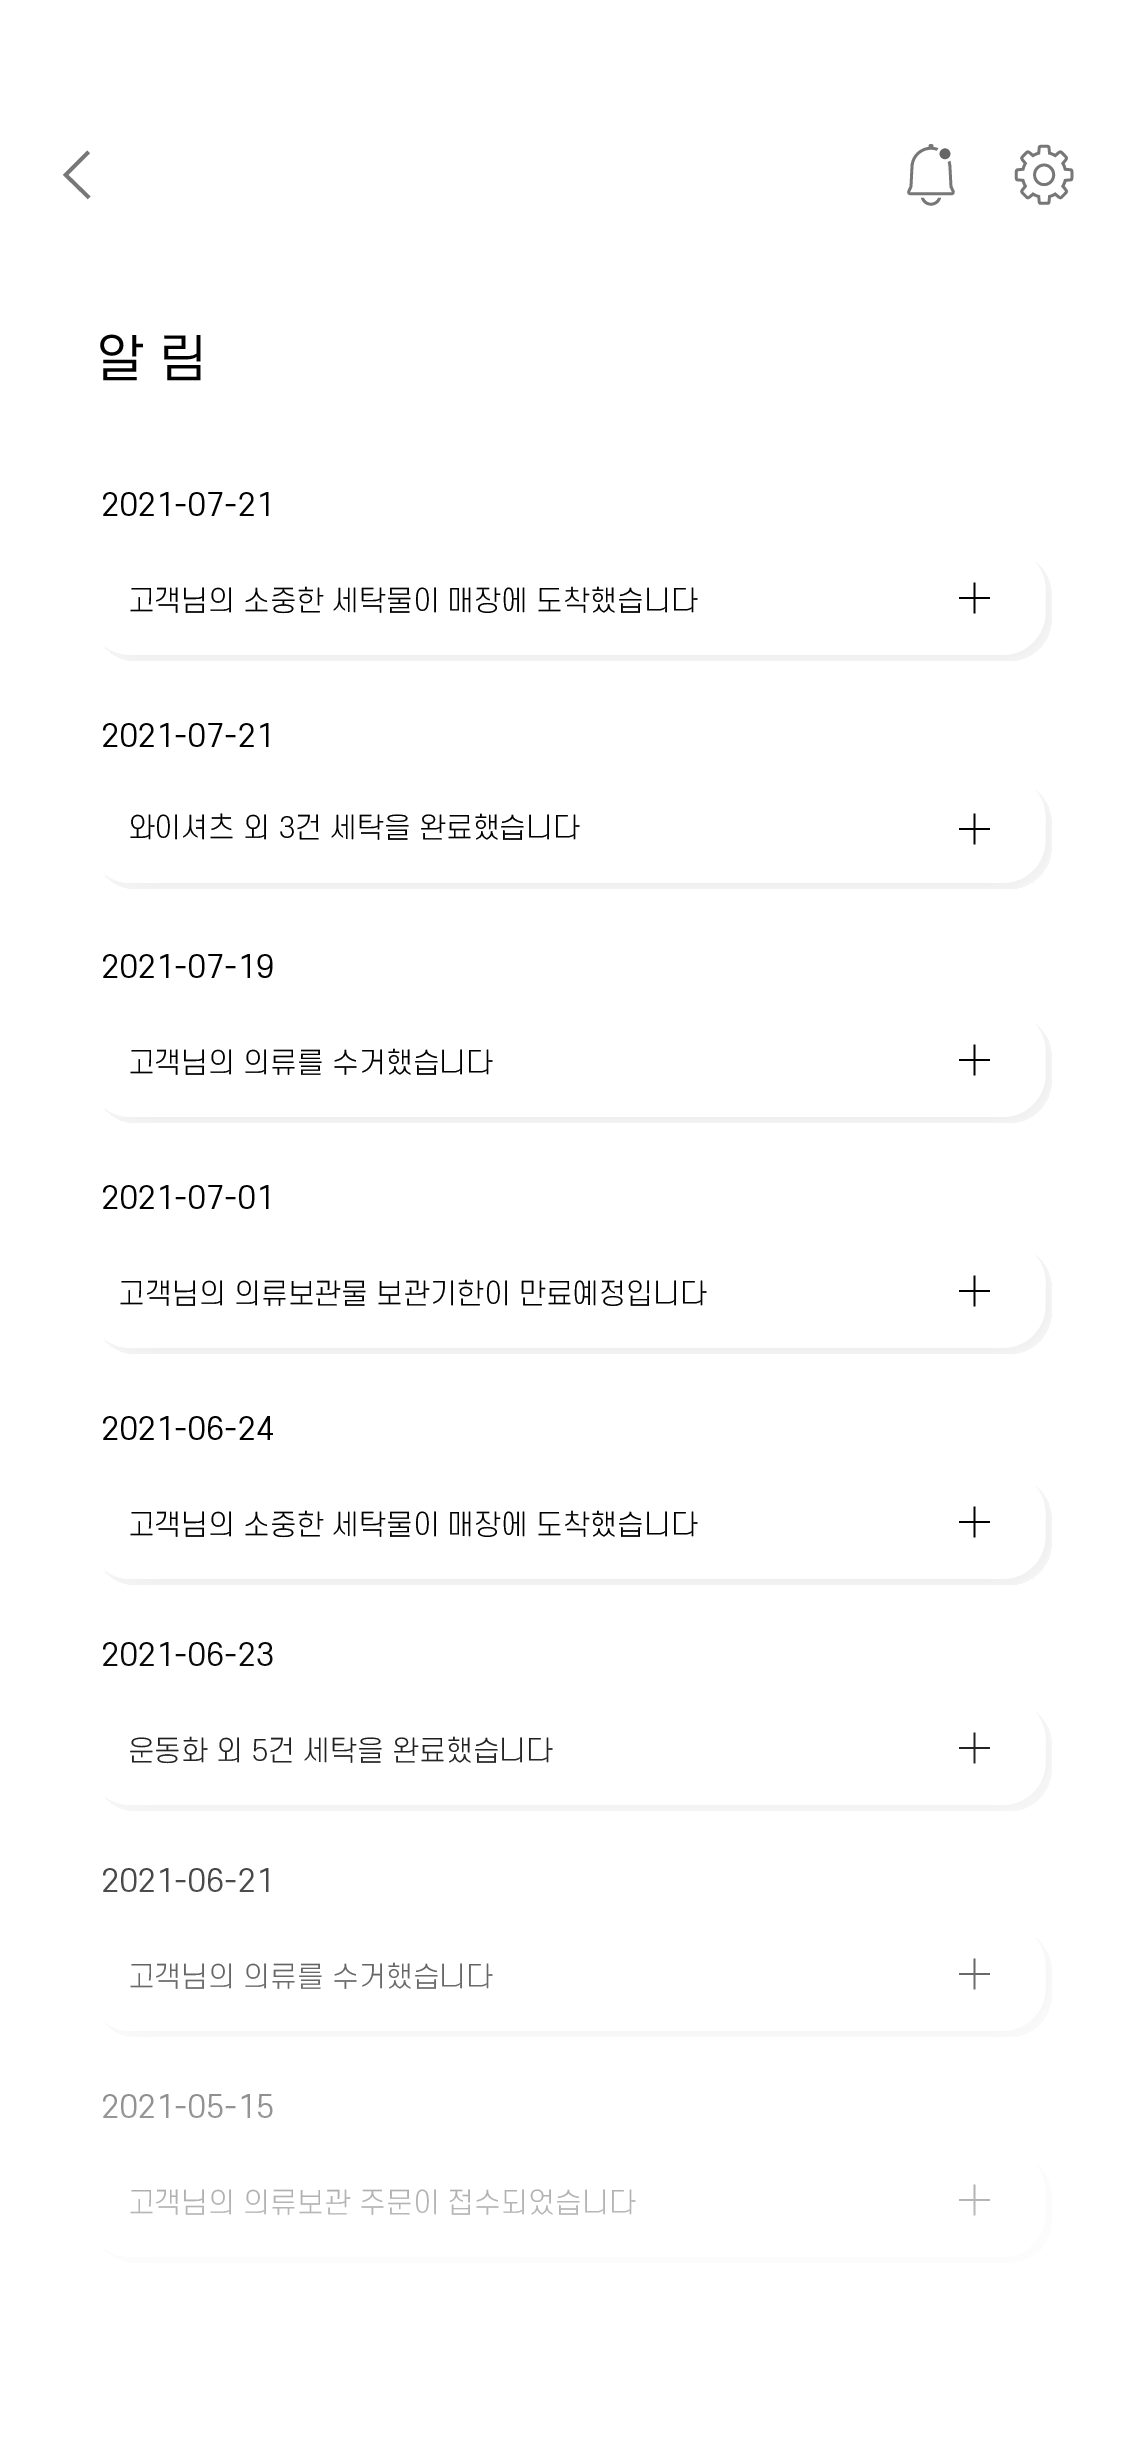 알 림
2021-07-21
고객님의 소중한 세탁물이 매장에 도착했습니다
2021-07-21
와이셔츠 외 3건 세탁을 완료했습니다
2021-07-19
고객님의 의류를 수거했습니다
2021-07-01
고객님의 의류보관물 보관기한이 만료예정입니다
2021-06-24
고객님의 소중한 세탁물이 매장에 도착했습니다
2021-06-23
운동화 외 5건 세탁을 완료했습니다
2021-06-21
고객님의 의류를 수거했습니다
2021-05-15
고객님의 의류보관 주문이 접수되었습니다